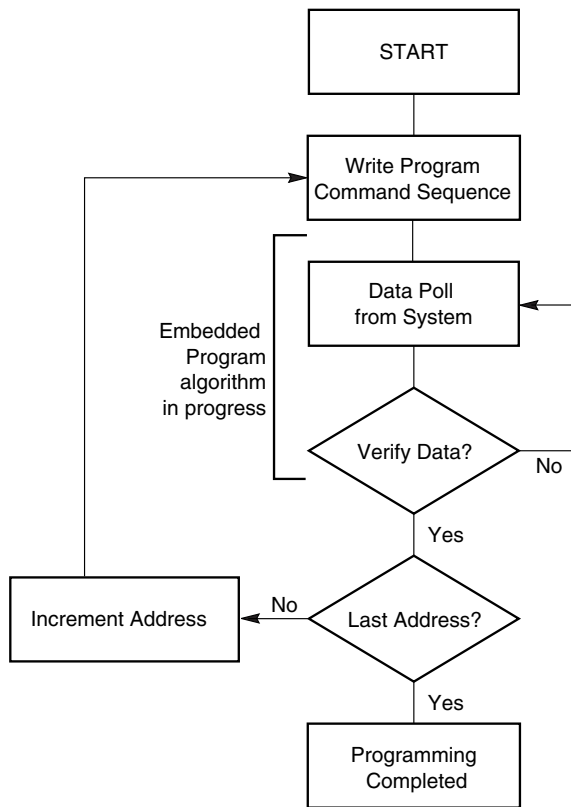 START
Write Program
Command Sequence
Data Poll
from System
Embedded
Program
algorithm
in progress
Verify Data?
No
Yes
Increment Address
No
Last Address?
Yes
Programming
Completed